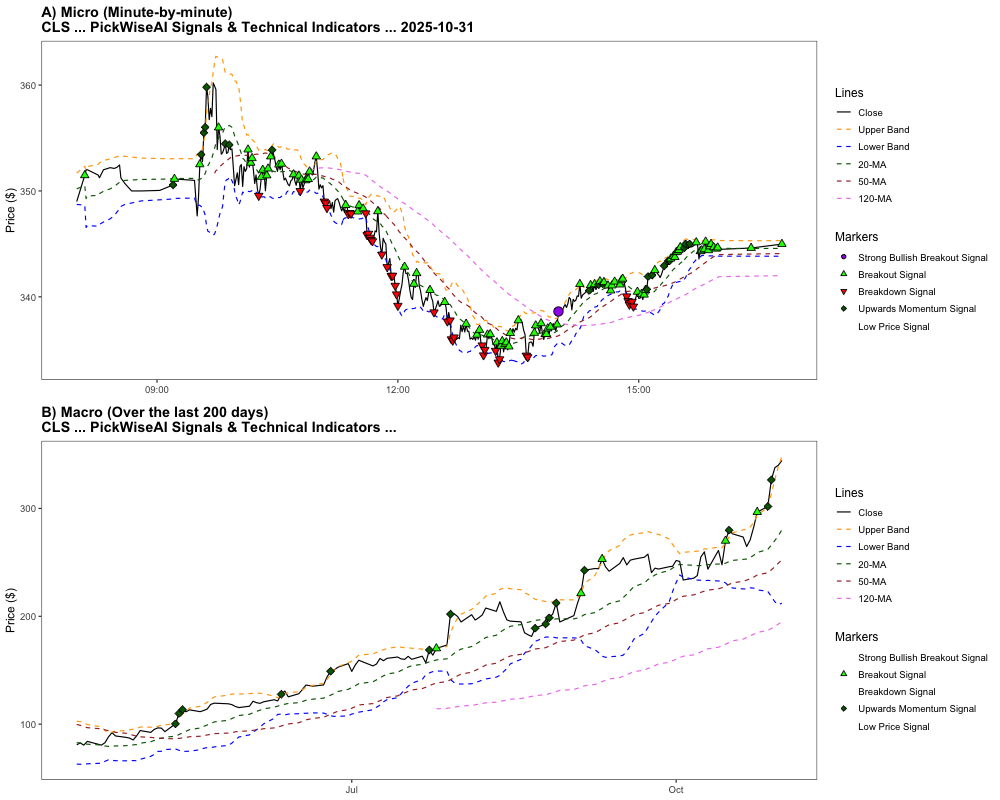 A) Micro (Minute-by-minute)
CLS ... PickWiseAI Signals & Technical Indicators ... 2025-10-31
Price ($)
360
350
340
09:00
12:00
15:00
Lines
Close
Upper Band
Lower Band
20-MA
50-MA
120-MA
Markers
Strong Bullish Breakout Signal
Breakout Signal
Breakdown Signal
Upwards Momentum Signal
Low Price Signal
B) Macro (Over the last 200 days)
CLS ... PickWiseAI Signals & Technical Indicators ...
Price ($)
300
200
100
Jul
Oct
Lines
Close
Upper Band
Lower Band
20-MA
50-MA
120-MA
Markers
Strong Bullish Breakout Signal
Breakout Signal
Breakdown Signal
Upwards Momentum Signal
Low Price Signal